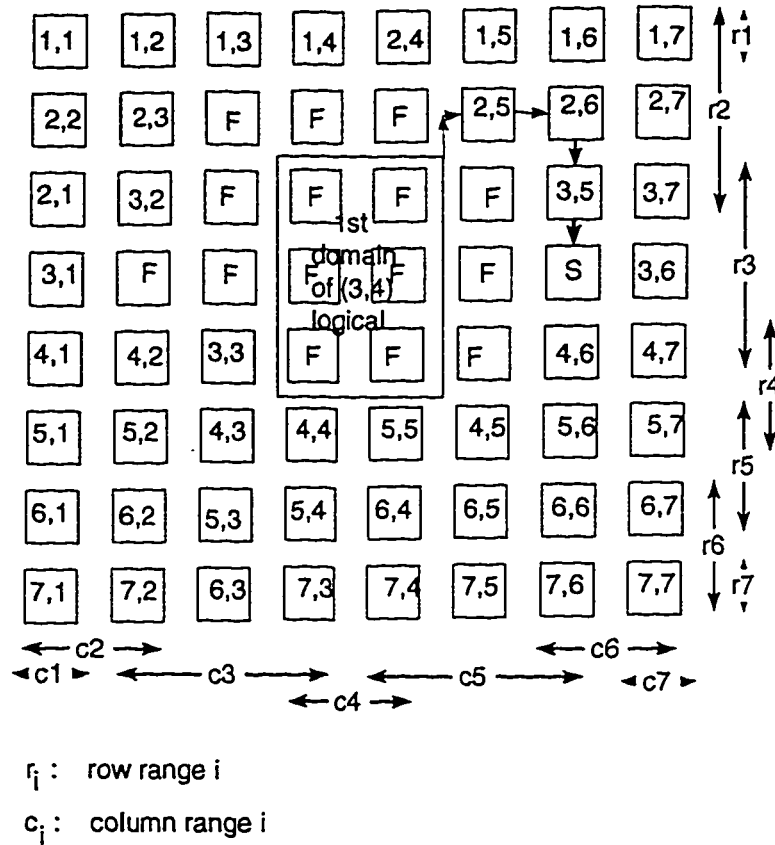 1,1 1,2 1,3 1,4 2,4 1,5 1,6 1,7 r1
2,2 2,3 F F F 2,5 2,6 2,7 r2
2,1 3,2 F F F F 3,5 3,7
1st
domain
3,1 F F F F F S 3,6 r3
of (3,4)
logical
4,1 4,2 3,3 F F F 4,6 4,7
r4
5,1 5,2 4,3 4,4 5,5 4,5 5,6 5,7
r5
6,1 6,2 5,3 5,4 6,4 6,5 6,6 6,7
r6
7,1 7,2 6,3 7,3 7,4 7,5 7,6 7,7 r7
c2 c6
c1 c3 c5 c7
c4
ri : row range i
cj : column range i